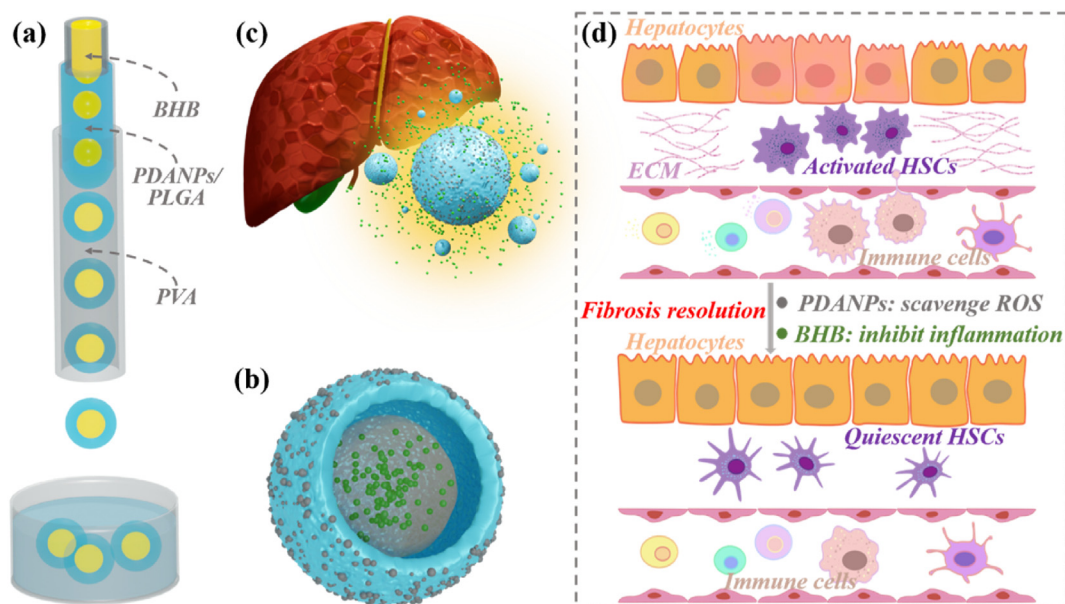 (a)
BHB
PDANPs/
PLGA
PVA
(c)
(b)
(d)
Hepatocytes
ECM
Activated HSCs
Immune cells
Fibrosis resolution
PDANPs: scavenge ROS
BHB: inhibit inflammation
Hepatocytes
Quiescent HSCs
Immune cells